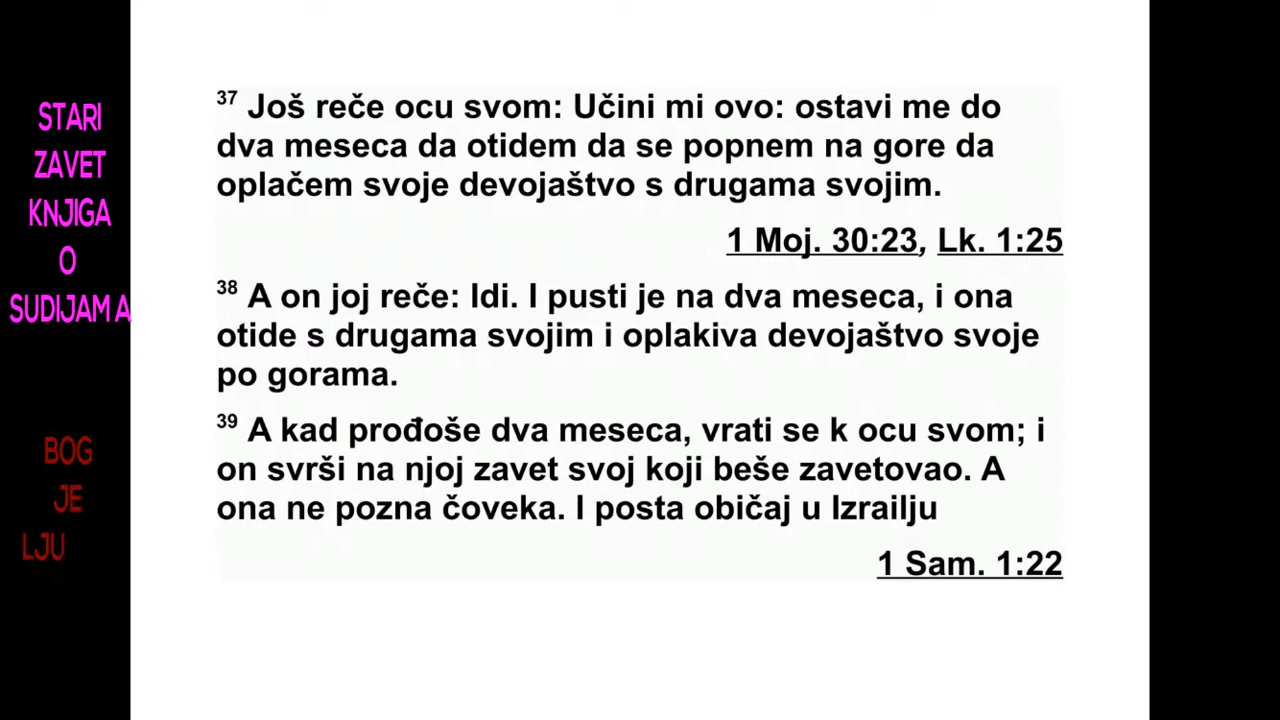 STARI
ZAVET
KNJIGA
O
SUDIJAMA
BOG
JE
LJU
37 Još reče ocu svom: Učini mi ovo: ostavi me do
dva meseca da otidem da se popnem na gore da
oplačem svoje devojaštvo s drugama svojim.
1 Moj. 30:23, Lk. 1:25
38 A on joj reče: Idi. I pusti je na dva meseca, i ona
otide s drugama svojim i oplakiva devojaštvo svoje
po gorama.
39 A kad prođoše dva meseca, vrati se k ocu svom; i
on svrši na njoj zavet svoj koji beše zavetovao. A
ona ne pozna čoveka. I posta običaj u Izrailju
1 Sam. 1:22